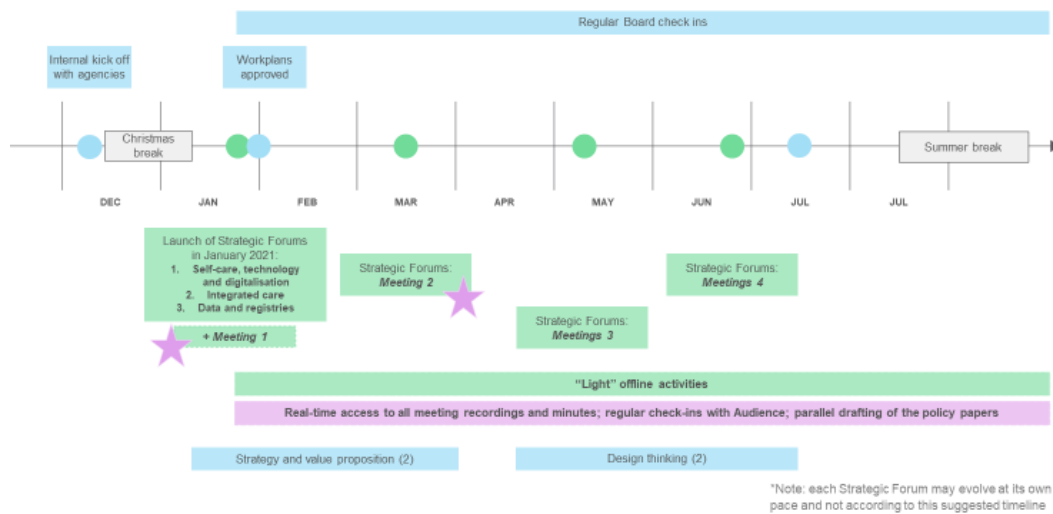 Regular Board check ins
Internal kick off
with agencies
Workplans
approved
Christmas
break
Summer break
DEC
JAN
FEB
MAR
APR
MAY
JUN
JUL
JUL
Launch of Strategic Forums
in January 2021:
1. Self-care, technology
and digitalisation
2. Integrated care
3. Data and registries
+ Meeting 1
Strategic Forums:
Meeting 2
Strategic Forums:
Meetings 3
Strategic Forums:
Meetings 4
“Light” offline activities
Real-time access to all meeting recordings and minutes; regular check-ins with Audience; parallel drafting of the policy papers
Strategy and value proposition (2)
Design thinking (2)
*Note: each Strategic Forum may evolve at its own
pace and not according to this suggested timeline